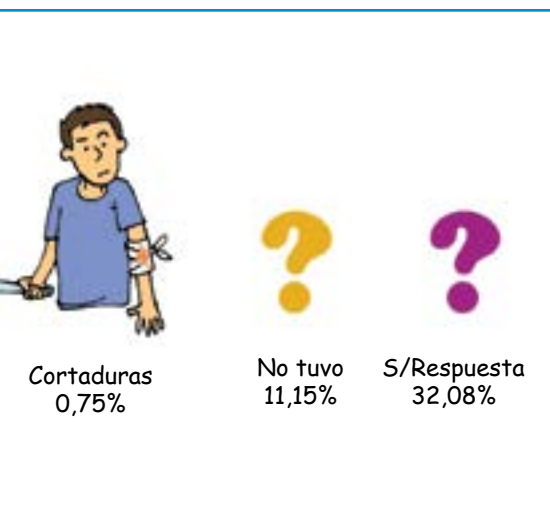 Cortaduras
0,75%
No tuvo
11,15%
S/Respuesta
32,08%